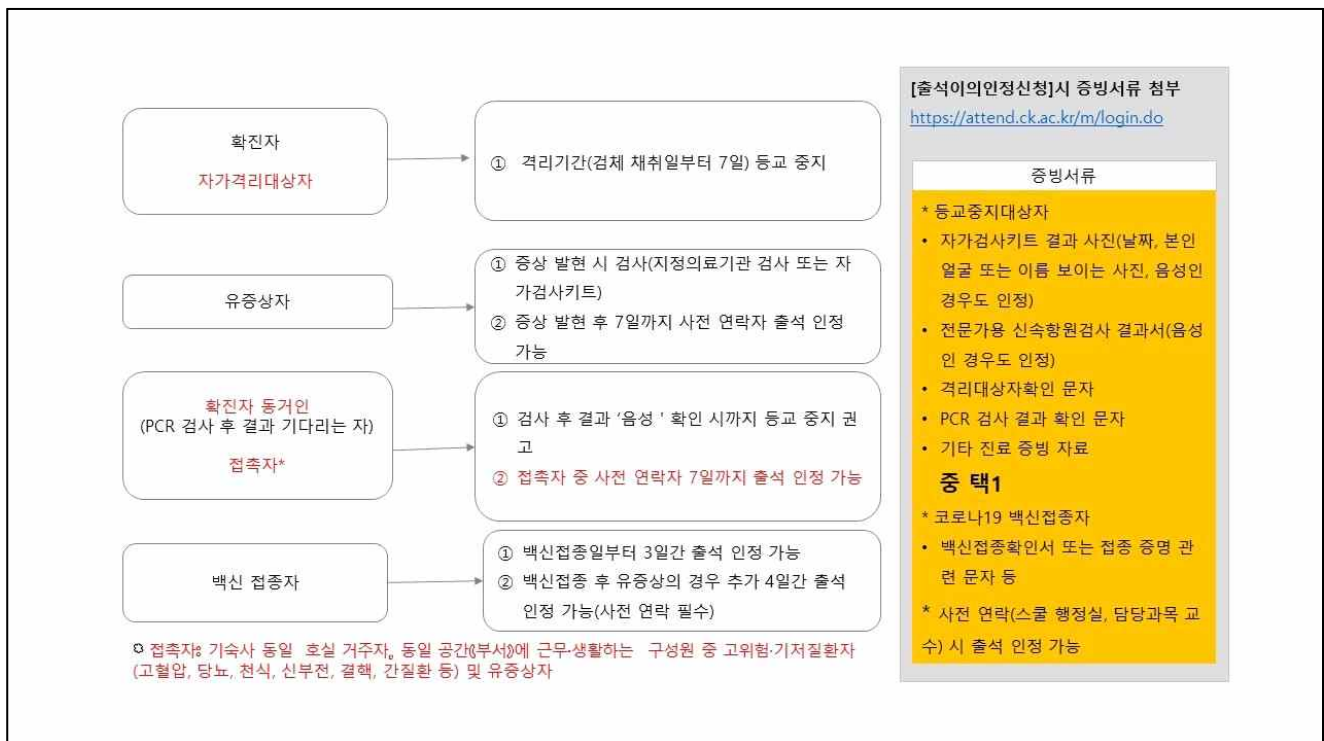 확진자
자가격리대상자
① 격리기간(검체 채취일부터 7일) 등교 중지
유증상자
① 증상 발현 시 검사(지정의료기관 검사 또는 자
가검사키트)
② 증상 발현 후 7일까지 사전 연락자 출석 인정
가능
확진자 동거인
(PCR 검사 후 결과 기다리는 자)
접촉자*
① 검사 후 결과 ‘음성 ’ 확인 시까지 등교 중지 권
고
② 접촉자 중 사전 연락자 7일까지 출석 인정 가능
백신 접종자
① 백신접종일부터 3일간 출석 인정 가능
② 백신접종 후 유증상의 경우 추가 4일간 출석
인정 가능(사전 연락 필수)
¤ 접촉자: 기숙사 동일 호실 거주자, 동일 공간(부서)에 근무·생활하는 구성원 중 고위험·기저질환자
(고혈압, 당뇨, 천식, 신부전, 결핵, 간질환 등) 및 유증상자
[출석이의인정신청]시 증빙서류 첨부
https://attend.ck.ac.kr/m/login.do
증빙서류
* 등교중지대상자
• 자가검사키트 결과 사진(날짜, 본인
얼굴 또는 이름 보이는 사진, 음성인
경우도 인정)
• 전문가용 신속항원검사 결과서(음성
인 경우도 인정)
• 격리대상자확인 문자
• PCR 검사 결과 확인 문자
• 기타 진료 증빙 자료
중 택1
* 코로나19 백신접종자
• 백신접종확인서 또는 접종 증명 관
련 문자 등
* 사전 연락(스쿨 행정실, 담당과목 교
수) 시 출석 인정 가능